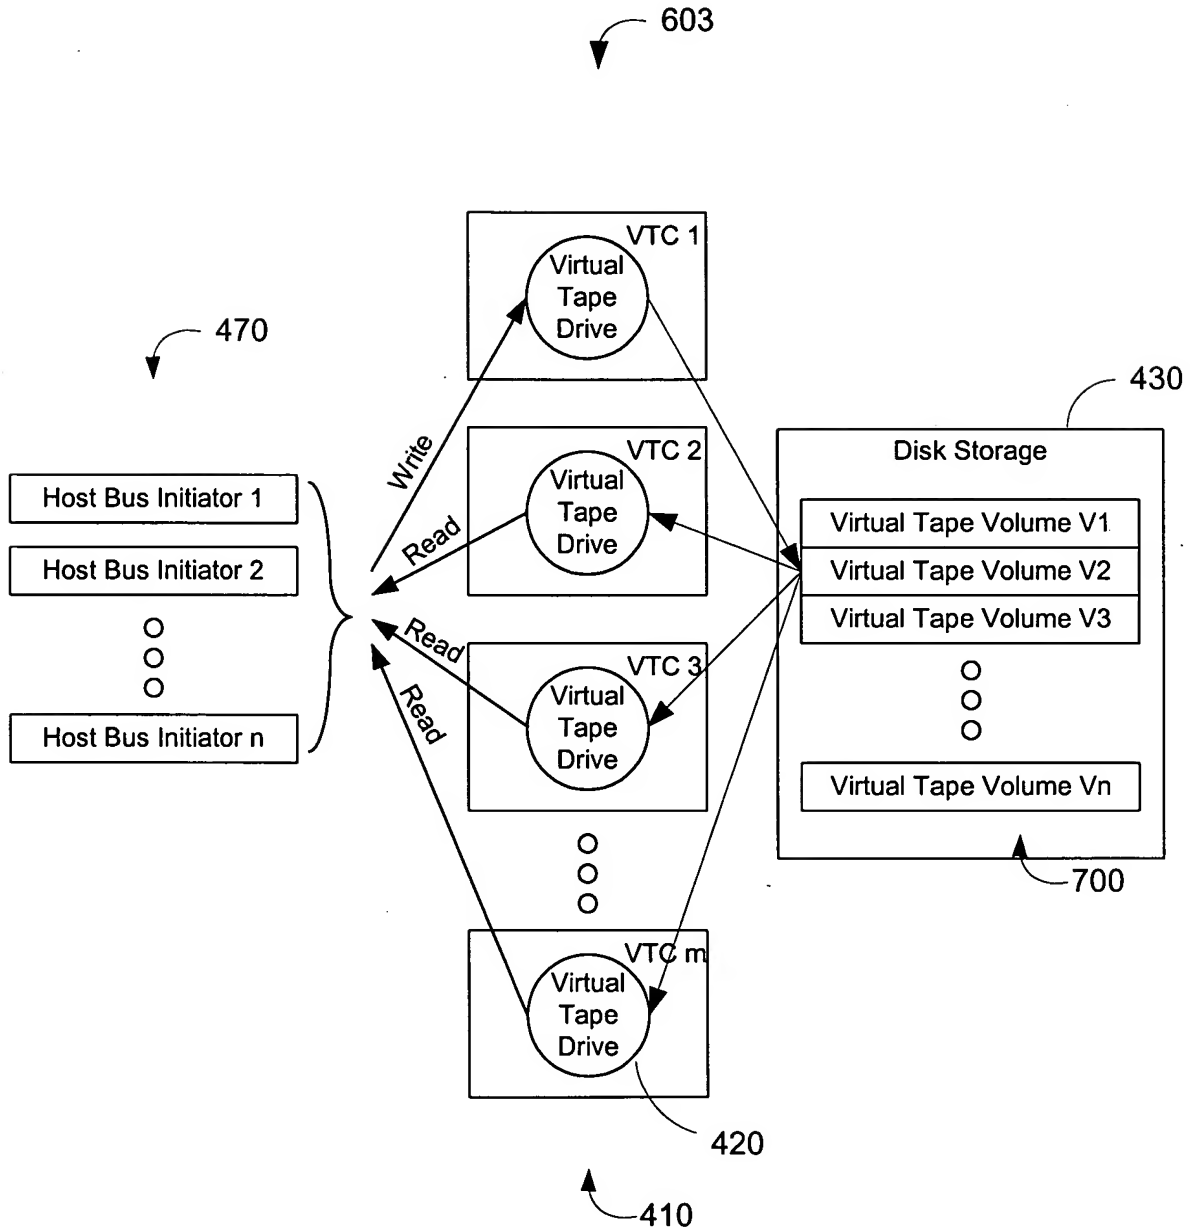 603
VTC 1
Virtual
Tape
Drive
470
430
Write
VTC 2
Disk Storage
Virtual
Tape
Drive
Host Bus Initiator 1
Virtual Tape Volume V1
Read
Host Bus Initiator 2
Virtual Tape Volume V2
Virtual Tape Volume V3
Read
VTC 3
Virtual
Tape
Drive
Read
Host Bus Initiator n
Virtual Tape Volume Vn
700
VTC m
Virtual
Tape
Drive
420
410